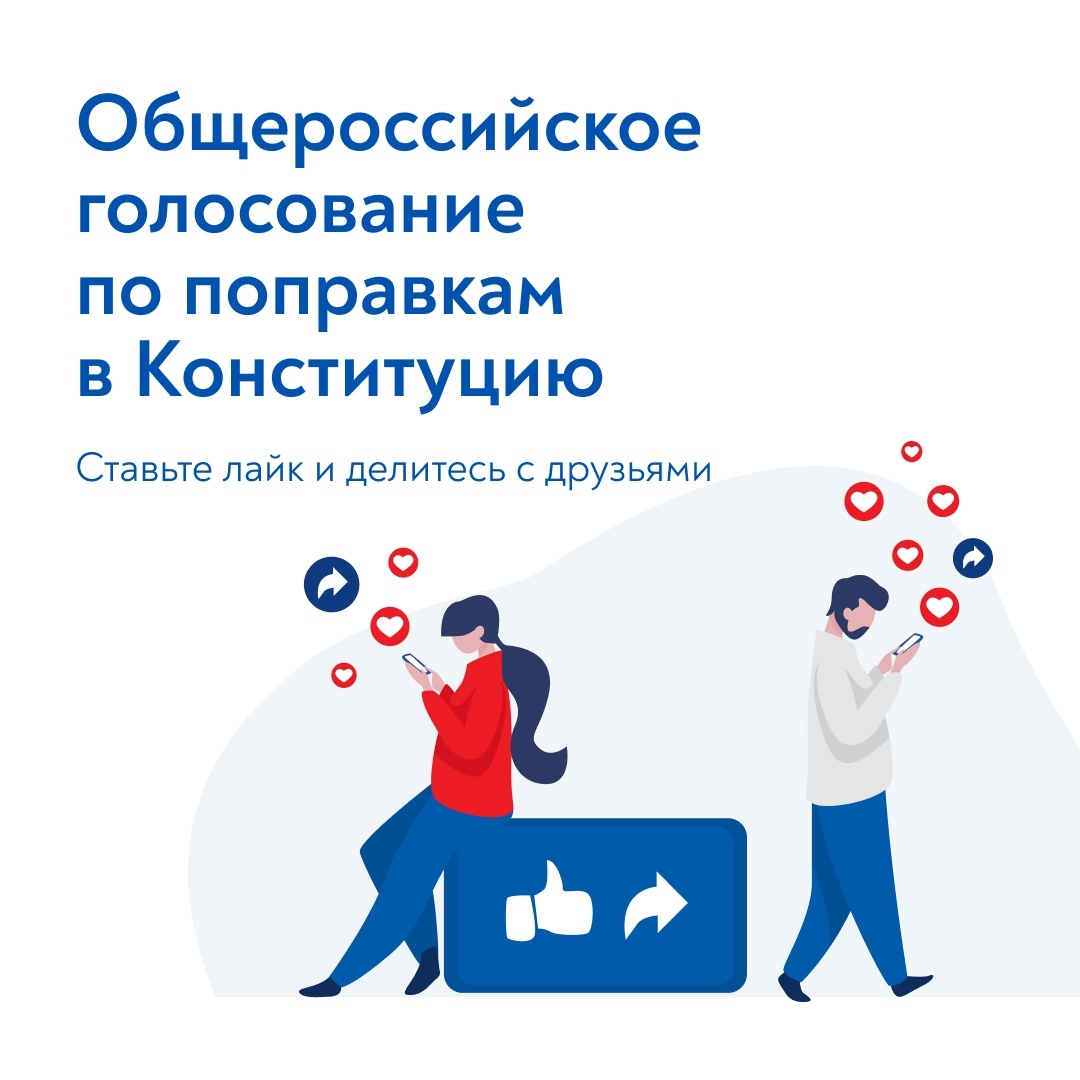 Общероссийское
голосование
по поправкам
в Конституцию
Ставьте лайк и делитесь с друзьями